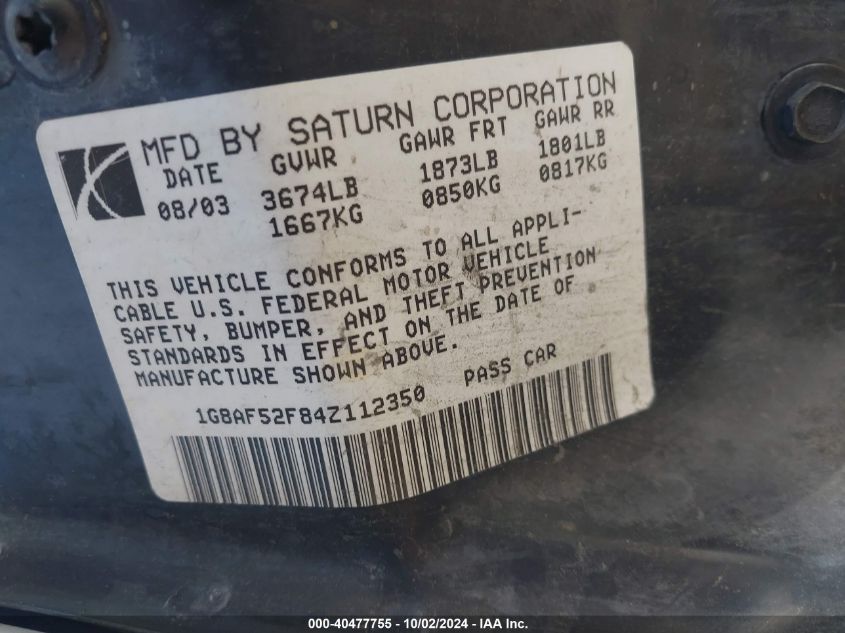 MFD BY SATURN CORPORATION
DATE GVWR GAWR FRT GAWR RR
08/03 3674LB 1873LB 1801LB
1667KG 0850KG 0817KG
THIS VEHICLE CONFORMS TO ALL APPLI-
CABLE U.S. FEDERAL MOTOR VEHICLE
SAFETY, BUMPER, AND THEFT PREVENTION
STANDARDS IN EFFECT ON THE DATE OF
MANUFACTURE SHOWN ABOVE.
1G8AF52F84Z112350 PASS CAR
000-40477755 - 10/02/2024 - IAA Inc.